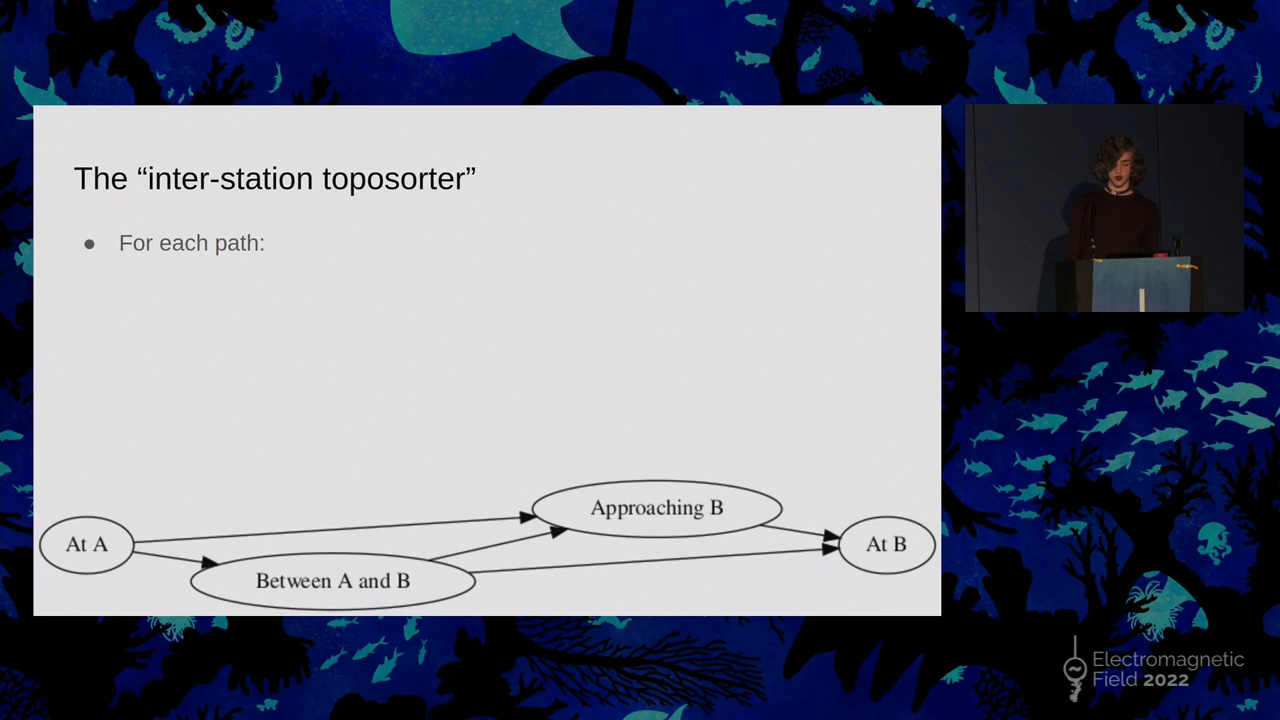 The “inter-station toposorter”
● For each path:
Approaching B
At A
At B
Between A and B
Electromagnetic
Field 2022